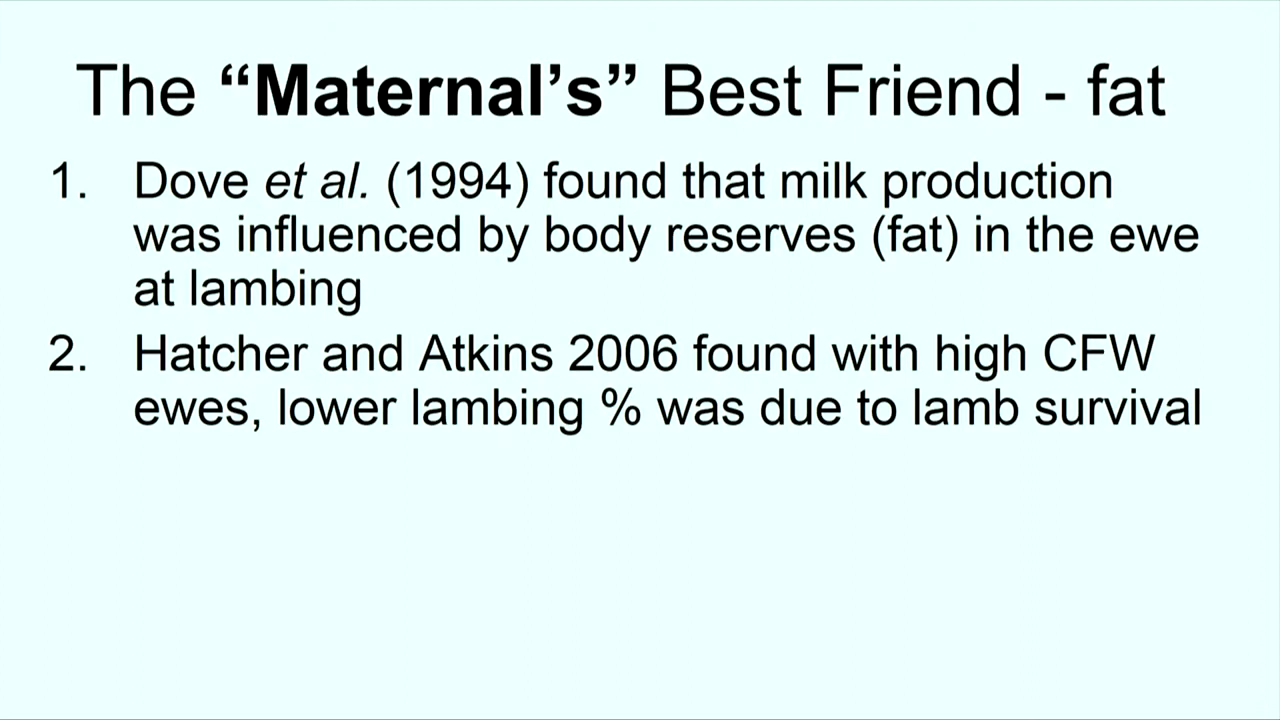 The “Maternal’s” Best Friend - fat
1. Dove et al. (1994) found that milk production
was influenced by body reserves (fat) in the ewe
at lambing
2. Hatcher and Atkins 2006 found with high CFW
ewes, lower lambing % was due to lamb survival